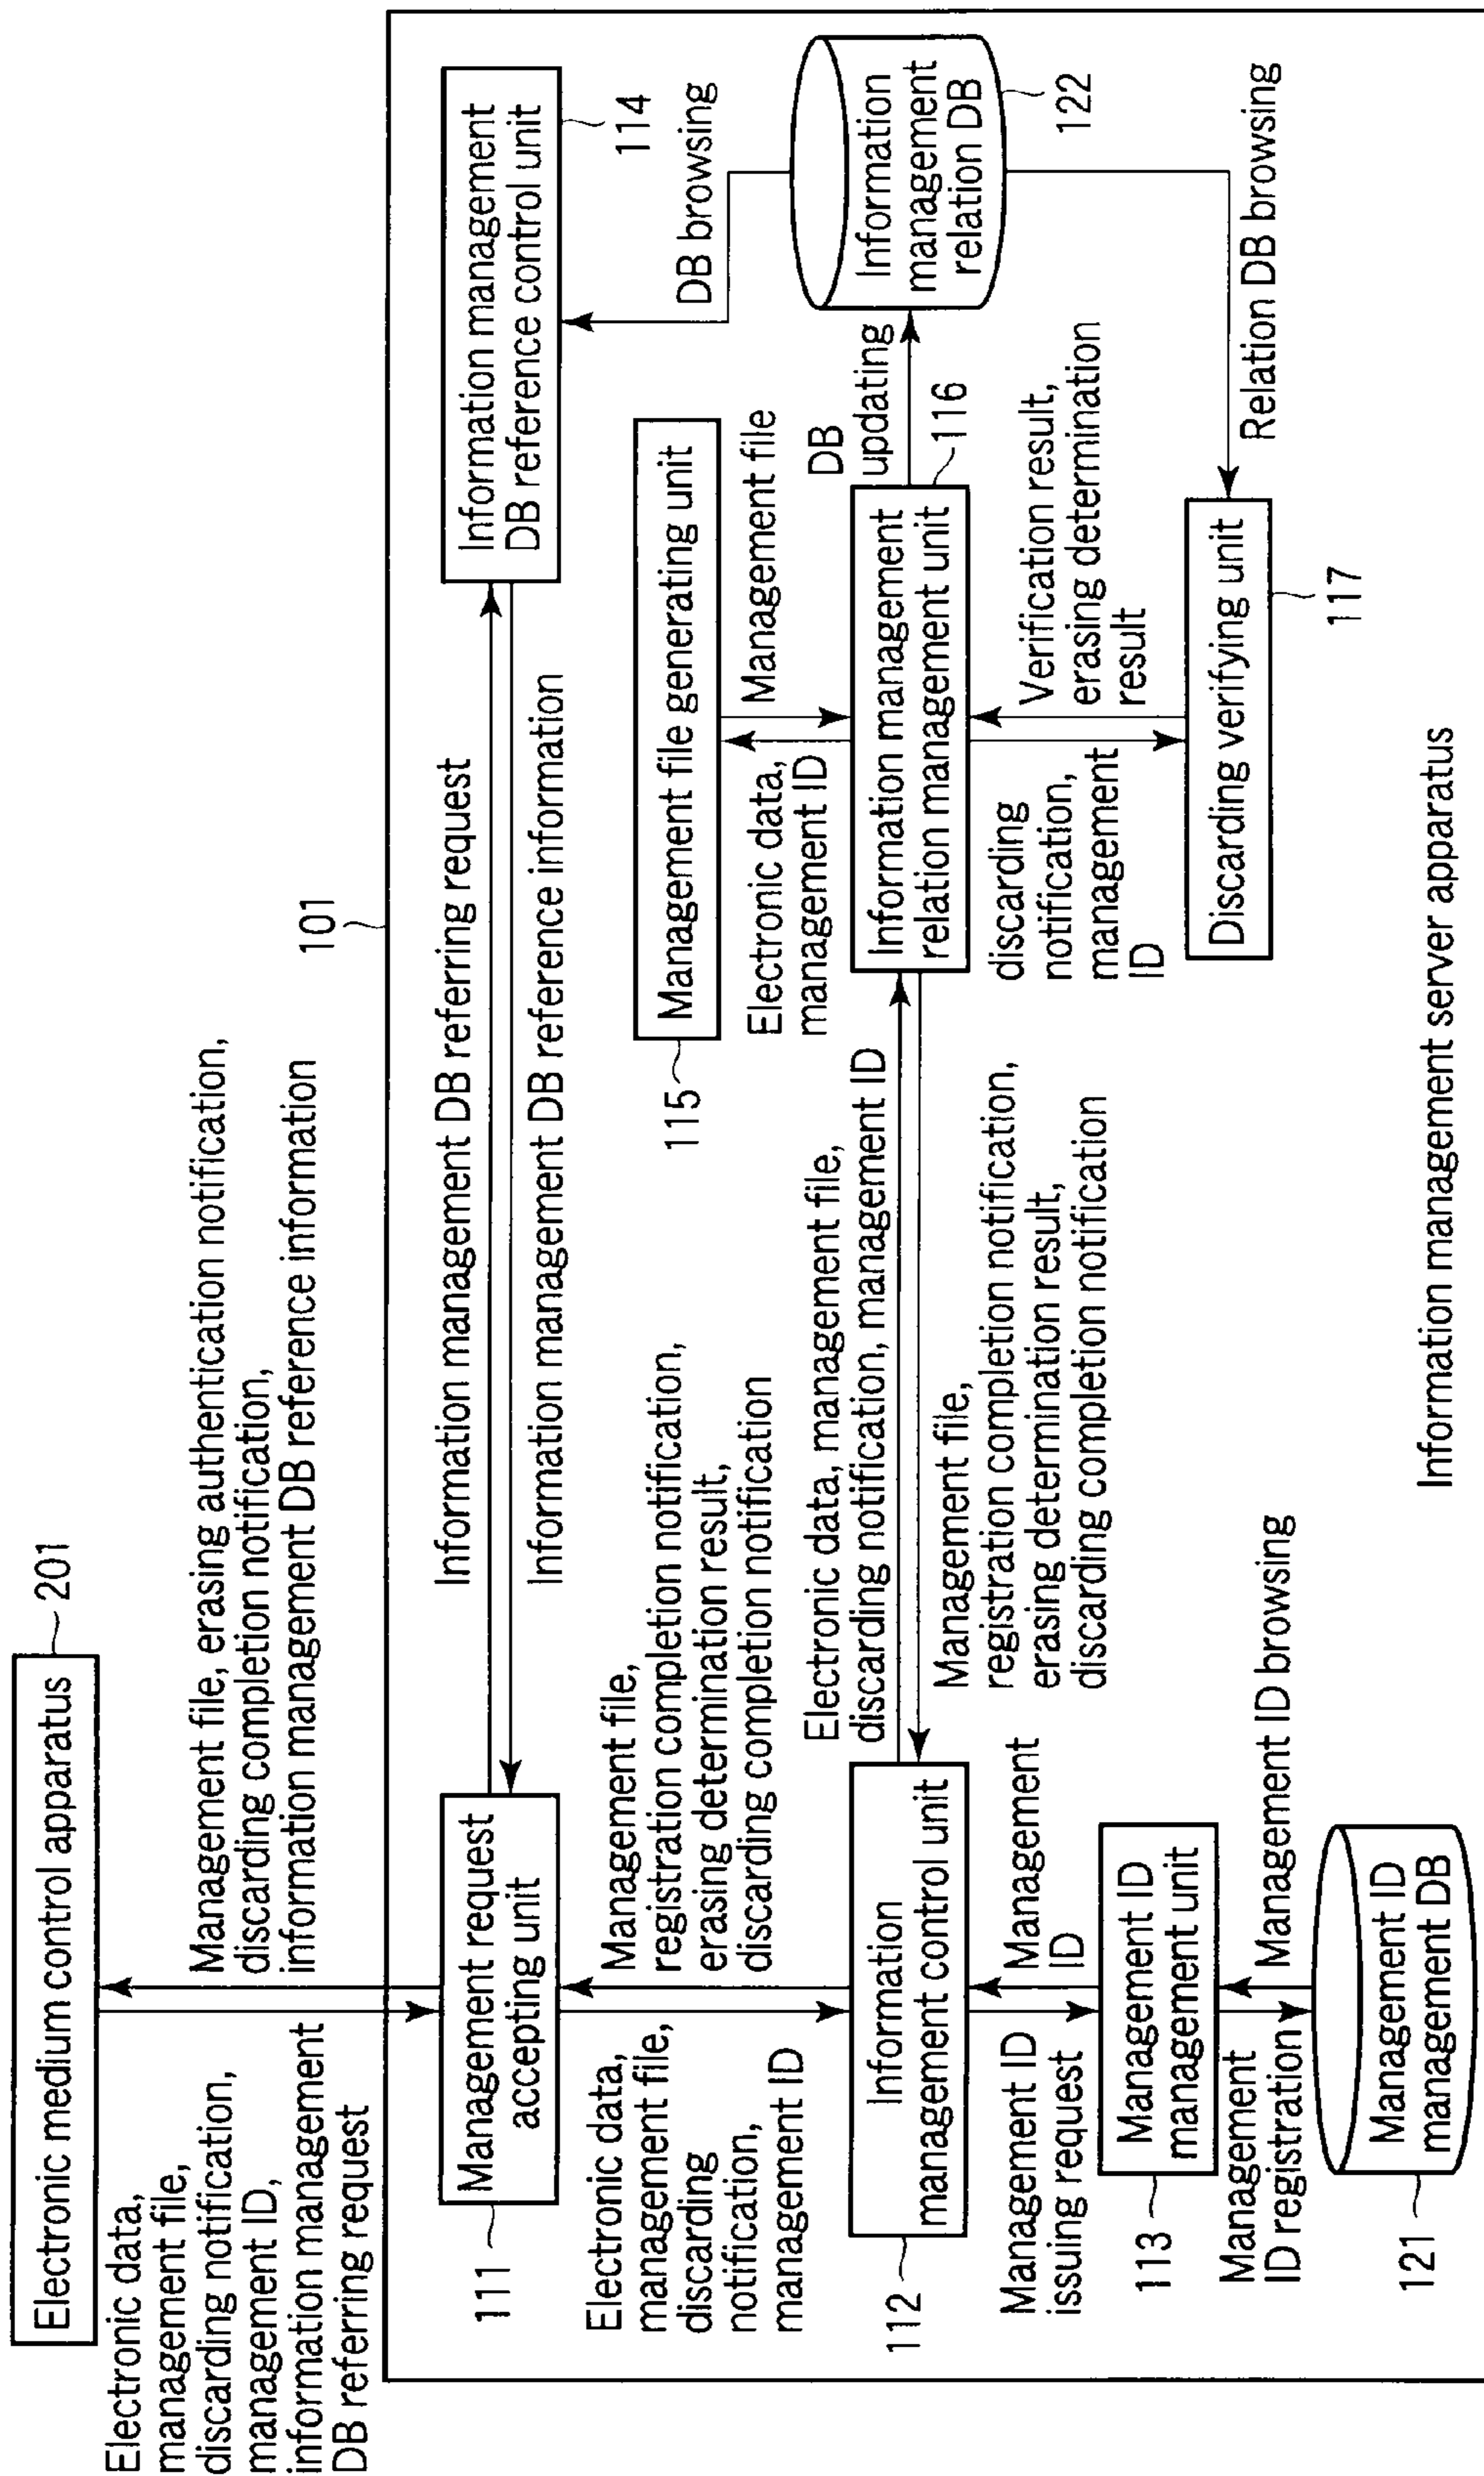 Electronic medium control apparatus
201
Electronic data,
management file,
discarding notification,
management ID,
information management
DB referring request
Management file, erasing authentication notification,
discarding completion notification,
information management DB reference information
101
Management request
accepting unit
111
Information management DB referring request
Information management DB reference information
Information management
DB reference control unit
114
Electronic data,
management file,
discarding
notification,
management ID
Management file,
registration completion notification,
erasing determination result,
discarding completion notification
Management file generating unit
115
DB browsing
Electronic data,
management ID
Management file
Information
management control unit
112
Electronic data, management file,
discarding notification, management ID
Management file,
registration completion notification,
erasing determination result,
discarding completion notification
Information management
relation management unit
116
DB
updating
Information
management
relation DB
122
Management ID
issuing request
Management
ID
discarding
notification,
management
ID
Verification result,
erasing determination
result
Management ID
management unit
113
Discarding verifying unit
117
Relation DB browsing
Management
ID registration
Management ID browsing
Management ID
management DB
121
Information management server apparatus